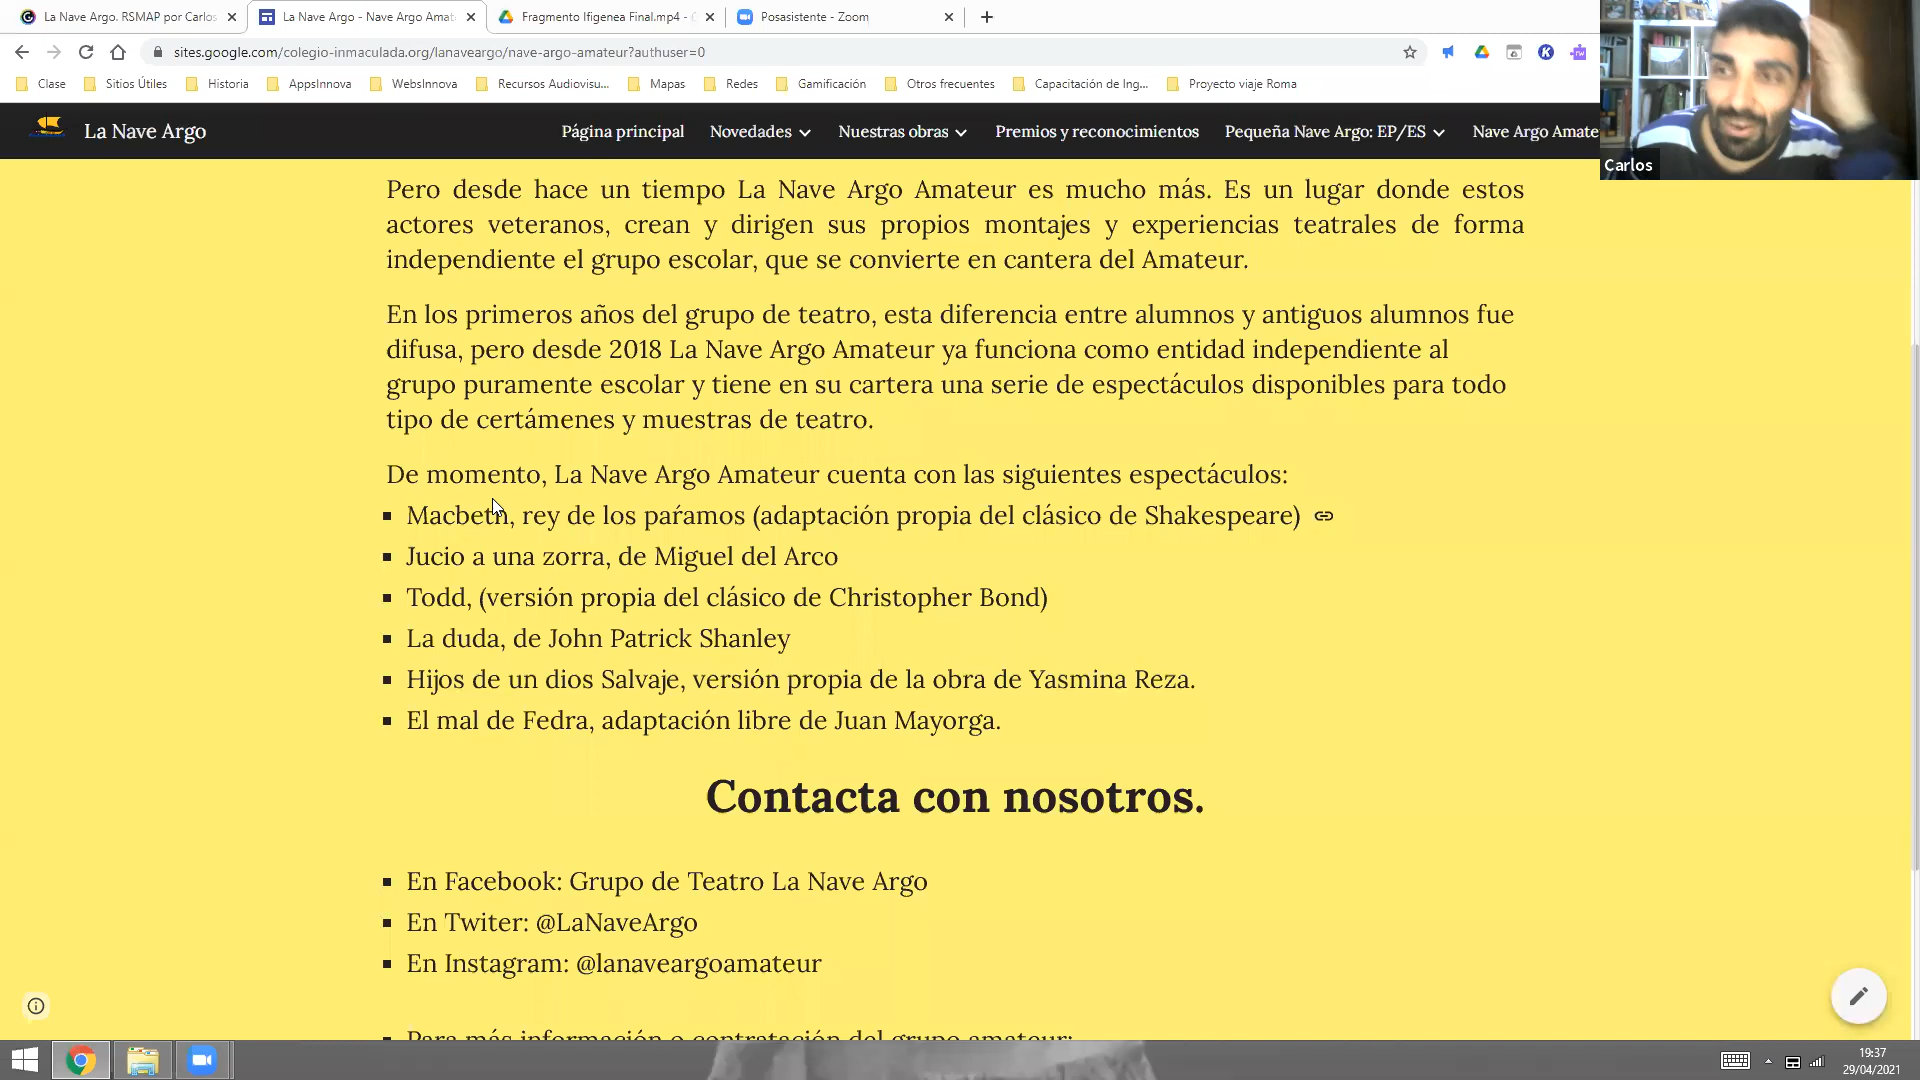 La Nave Argo. RSMAP por Carlos
La Nave Argo - Nave Argo Amat
Fragmento Ifigenea Final.mp4 -
Posasistente - Zoom
sites.google.com/colegio-inmaculada.org/lanaveargo/nave-argo-amateur?authuser=0
Clase
Sitios Útiles
Historia
AppsInnova
WebsInnova
Recursos Audiovisu...
Mapas
Redes
Gamificación
Otros frecuentes
Capacitación de Ing...
Proyecto viaje Roma
La Nave Argo
Página principal
Novedades
Nuestras obras
Premios y reconocimientos
Pequeña Nave Argo: EP/ES
Nave Argo Amate
Carlos
Pero desde hace un tiempo La Nave Argo Amateur es mucho más. Es un lugar donde estos
actores veteranos, crean y dirigen sus propios montajes y experiencias teatrales de forma
independiente el grupo escolar, que se convierte en cantera del Amateur.
En los primeros años del grupo de teatro, esta diferencia entre alumnos y antiguos alumnos fue
difusa, pero desde 2018 La Nave Argo Amateur ya funciona como entidad independiente al
grupo puramente escolar y tiene en su cartera una serie de espectáculos disponibles para todo
tipo de certámenes y muestras de teatro.
De momento, La Nave Argo Amateur cuenta con las siguientes espectáculos:
Macbeth, rey de los paŕamos (adaptación propia del clásico de Shakespeare)
Jucio a una zorra, de Miguel del Arco
Todd, (versión propia del clásico de Christopher Bond)
La duda, de John Patrick Shanley
Hijos de un dios Salvaje, versión propia de la obra de Yasmina Reza.
El mal de Fedra, adaptación libre de Juan Mayorga.
Contacta con nosotros.
En Facebook: Grupo de Teatro La Nave Argo
En Twiter: @LaNaveArgo
En Instagram: @lanaveargoamateur
Para más información o contratación del grupo amateur:
19:37
29/04/2021